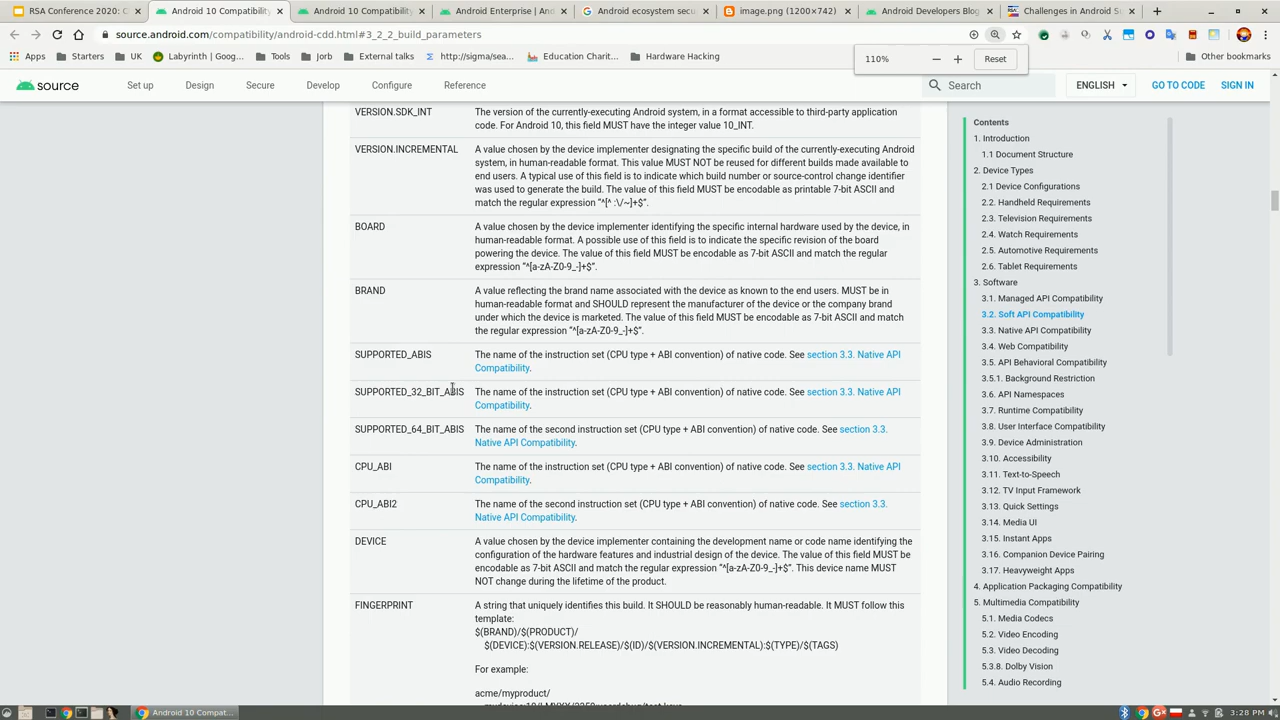 RSA Conference 2020: C
Android 10 Compatibility
Android 10 Compatibility
Android Enterprise | An
Android ecosystem secu
image.png (1200×742)
Android Developers Blog
Challenges in Android Su
source.android.com/compatibility/android-cdd.html#3_2_2_build_parameters
Apps
Starters
UK
Labyrinth | Goog...
Tools
Jorb
External talks
http://sigma/sea...
Education Charit...
Hardware Hacking
Other bookmarks
110%
Reset
source
Set up
Design
Secure
Develop
Configure
Reference
Search
ENGLISH
GO TO CODE
SIGN IN
VERSION.SDK_INT
The version of the currently-executing Android system, in a format accessible to third-party application
code. For Android 10, this field MUST have the integer value 10_INT.
VERSION.INCREMENTAL
A value chosen by the device implementer designating the specific build of the currently-executing Android
system, in human-readable format. This value MUST NOT be reused for different builds made available to
end users. A typical use of this field is to indicate which build number or source-control change identifier
was used to generate the build. The value of this field MUST be encodable as printable 7-bit ASCII and
match the regular expression "^[^ :\/~]+$".
BOARD
A value chosen by the device implementer identifying the specific internal hardware used by the device, in
human-readable format. A possible use of this field is to indicate the specific revision of the board
powering the device. The value of this field MUST be encodable as 7-bit ASCII and match the regular
expression "^[a-zA-Z0-9_-]+$".
BRAND
A value reflecting the brand name associated with the device as known to the end users. MUST be in
human-readable format and SHOULD represent the manufacturer of the device or the company brand
under which the device is marketed. The value of this field MUST be encodable as 7-bit ASCII and match
the regular expression "^[a-zA-Z0-9_-]+$".
SUPPORTED_ABIS
The name of the instruction set (CPU type + ABI convention) of native code. See section 3.3. Native API
Compatibility.
SUPPORTED_32_BIT_ABIS
The name of the instruction set (CPU type + ABI convention) of native code. See section 3.3. Native API
Compatibility.
SUPPORTED_64_BIT_ABIS
The name of the second instruction set (CPU type + ABI convention) of native code. See section 3.3.
Native API Compatibility.
CPU_ABI
The name of the instruction set (CPU type + ABI convention) of native code. See section 3.3. Native API
Compatibility.
CPU_ABI2
The name of the second instruction set (CPU type + ABI convention) of native code. See section 3.3.
Native API Compatibility.
DEVICE
A value chosen by the device implementer containing the development name or code name identifying the
configuration of the hardware features and industrial design of the device. The value of this field MUST be
encodable as 7-bit ASCII and match the regular expression "^[a-zA-Z0-9_-]+$". This device name MUST
NOT change during the lifetime of the product.
FINGERPRINT
A string that uniquely identifies this build. It SHOULD be reasonably human-readable. It MUST follow this
template:
$(BRAND)/$(PRODUCT)/
$(DEVICE):$(VERSION.RELEASE)/$(ID)/$(VERSION.INCREMENTAL):$(TYPE)/$(TAGS)
For example:
acme/myproduct/
Contents
1. Introduction
1.1 Document Structure
2. Device Types
2.1 Device Configurations
2.2. Handheld Requirements
2.3. Television Requirements
2.4. Watch Requirements
2.5. Automotive Requirements
2.6. Tablet Requirements
3. Software
3.1. Managed API Compatibility
3.2. Soft API Compatibility
3.3. Native API Compatibility
3.4. Web Compatibility
3.5. API Behavioral Compatibility
3.5.1. Background Restriction
3.6. API Namespaces
3.7. Runtime Compatibility
3.8. User Interface Compatibility
3.9. Device Administration
3.10. Accessibility
3.11. Text-to-Speech
3.12. TV Input Framework
3.13. Quick Settings
3.14. Media UI
3.15. Instant Apps
3.16. Companion Device Pairing
3.17. Heavyweight Apps
4. Application Packaging Compatibility
5. Multimedia Compatibility
5.1. Media Codecs
5.2. Video Encoding
5.3. Video Decoding
5.3.8. Dolby Vision
5.4. Audio Recording
Android 10 Compat...
3:28 PM